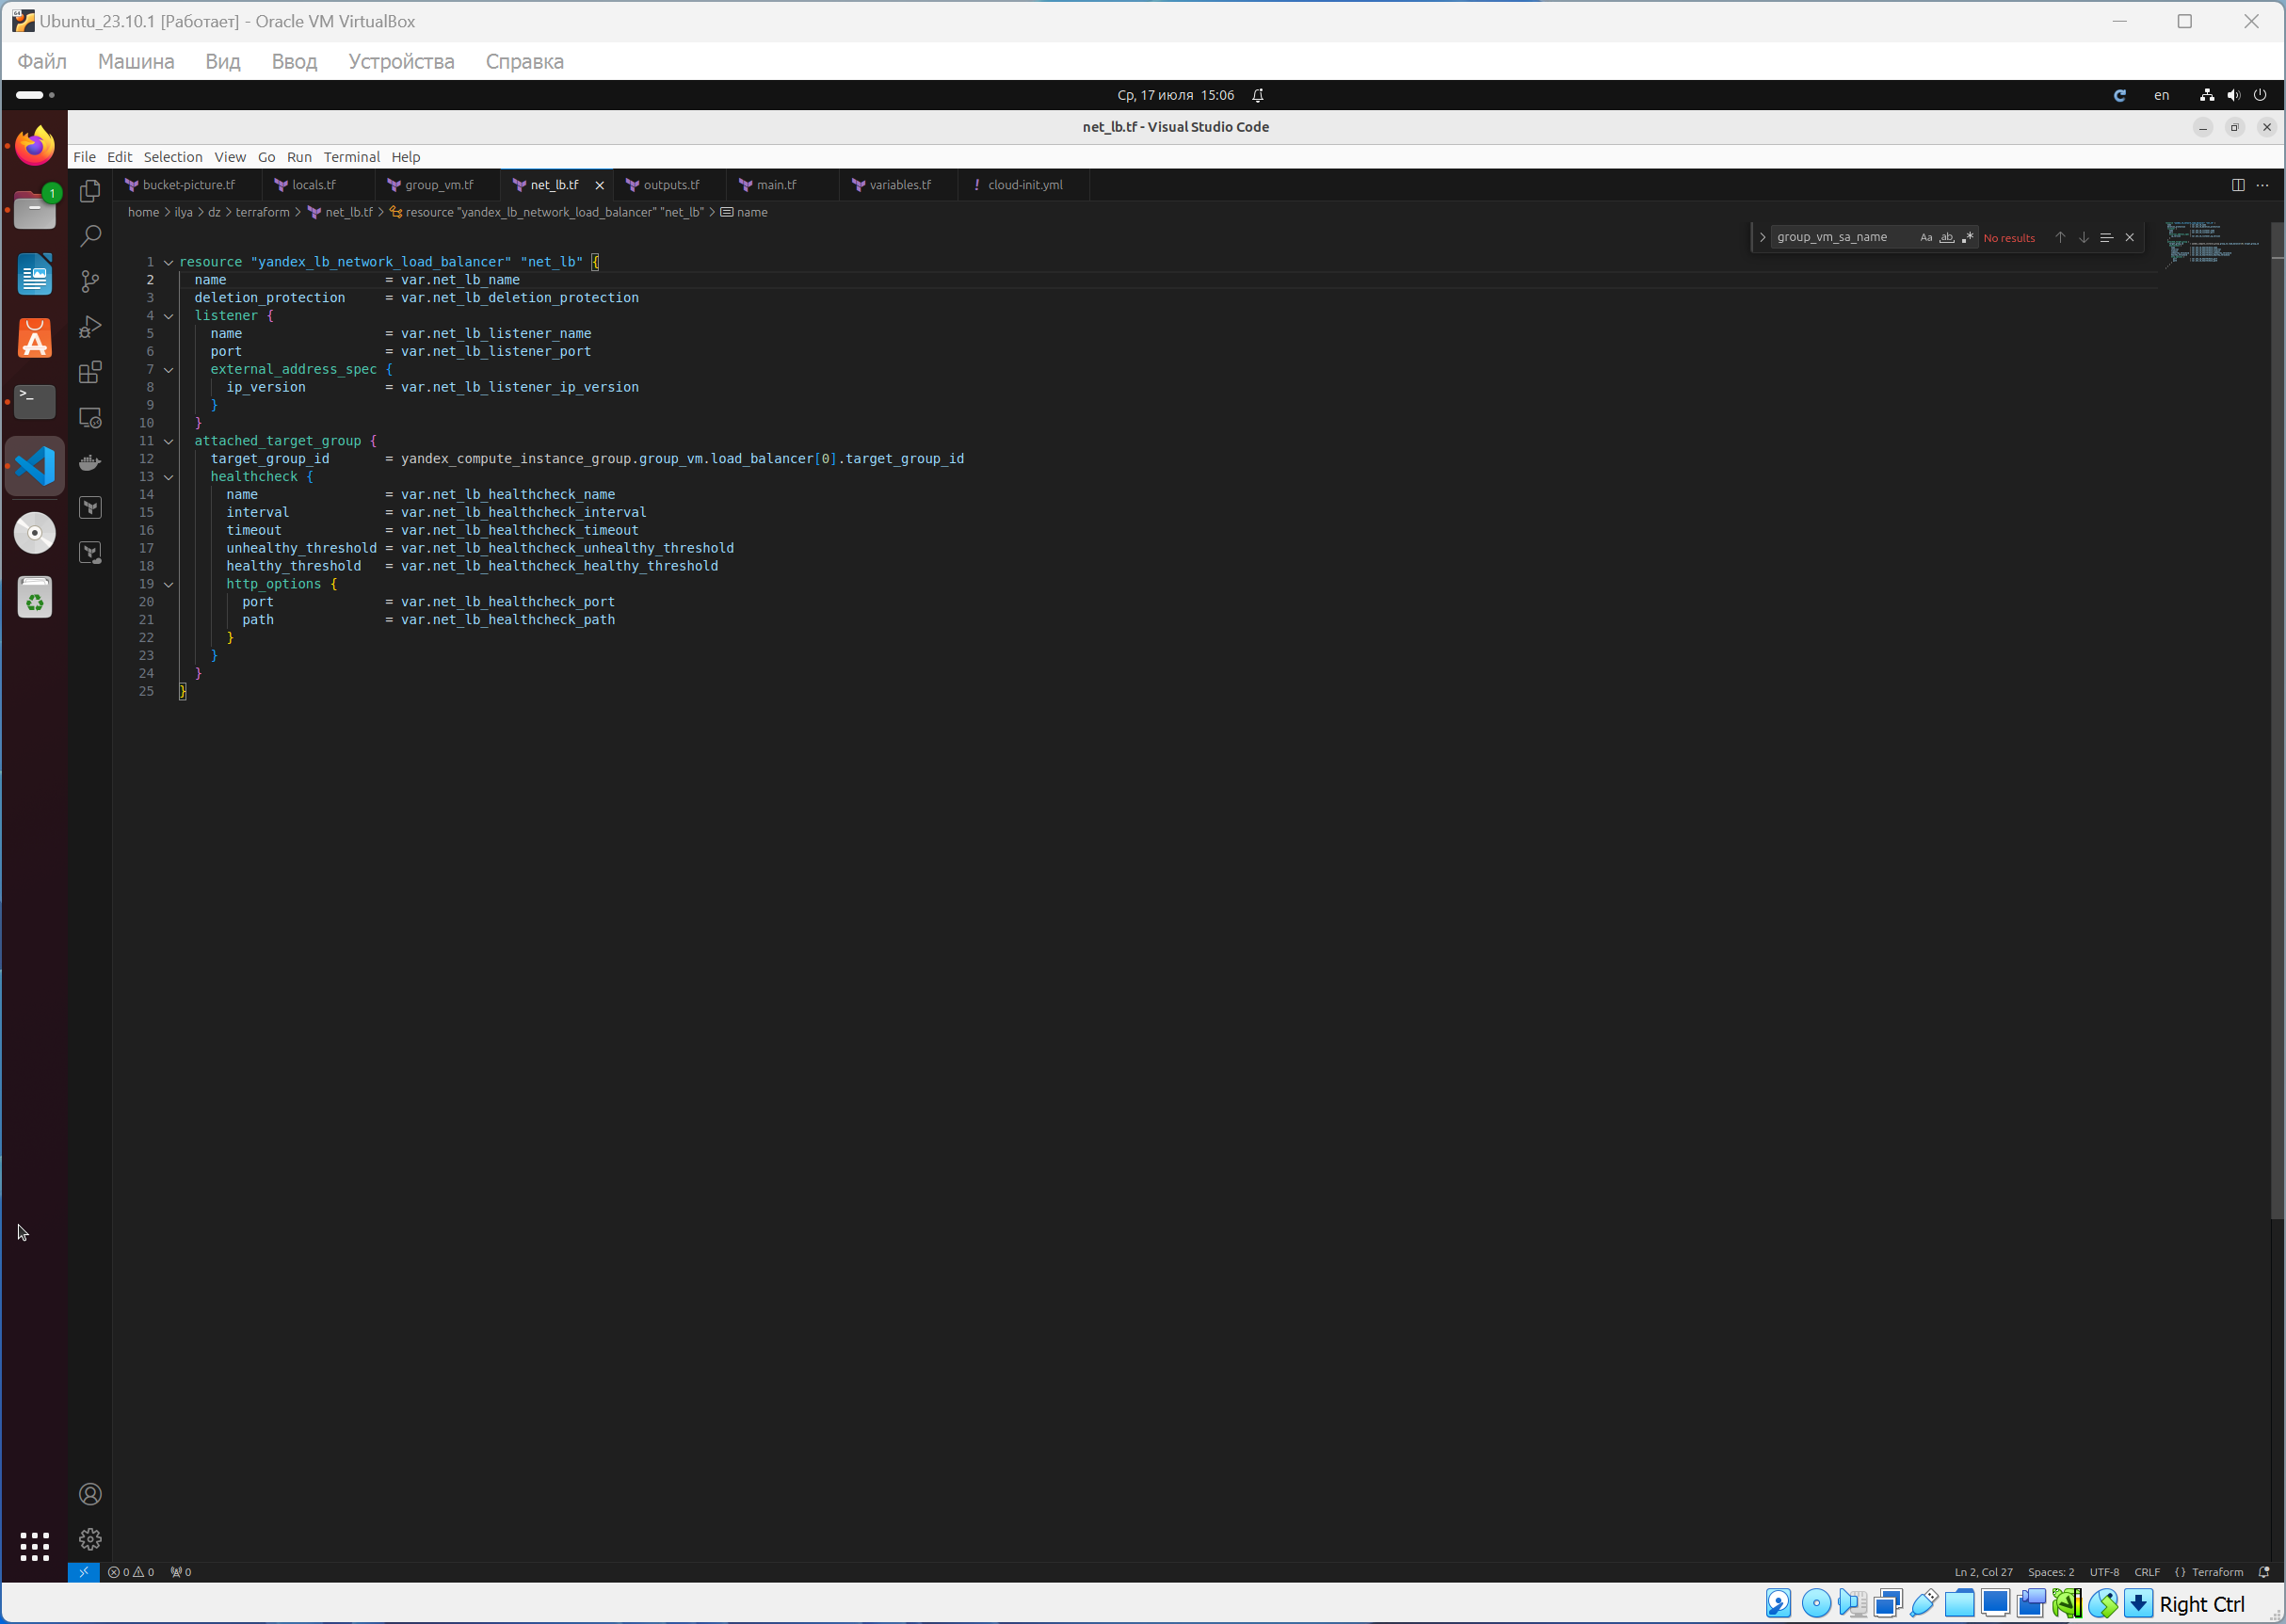 Ubuntu_23.10.1 [Работает] - Oracle VM VirtualBox
Файл Машина Вид Ввод Устройства Справка
Ср, 17 июля 15:06
en
net_lb.tf - Visual Studio Code
File Edit Selection View Go Run Terminal Help
bucket-picture.tf locals.tf group_vm.tf net_lb.tf outputs.tf main.tf variables.tf ! cloud-init.yml
home > ilya > dz > terraform > net_lb.tf > resource "yandex_lb_network_load_balancer" "net_lb" > name
group_vm_sa_name Aa ab .* No results
1 resource "yandex_lb_network_load_balancer" "net_lb" {
2 name = var.net_lb_name
3 deletion_protection = var.net_lb_deletion_protection
4 listener {
5 name = var.net_lb_listener_name
6 port = var.net_lb_listener_port
7 external_address_spec {
8 ip_version = var.net_lb_listener_ip_version
9 }
10 }
11 attached_target_group {
12 target_group_id = yandex_compute_instance_group.group_vm.load_balancer[0].target_group_id
13 healthcheck {
14 name = var.net_lb_healthcheck_name
15 interval = var.net_lb_healthcheck_interval
16 timeout = var.net_lb_healthcheck_timeout
17 unhealthy_threshold = var.net_lb_healthcheck_unhealthy_threshold
18 healthy_threshold = var.net_lb_healthcheck_healthy_threshold
19 http_options {
20 port = var.net_lb_healthcheck_port
21 path = var.net_lb_healthcheck_path
22 }
23 }
24 }
25 }
1
0 0 0
Ln 2, Col 27 Spaces: 2 UTF-8 CRLF {} Terraform
Right Ctrl